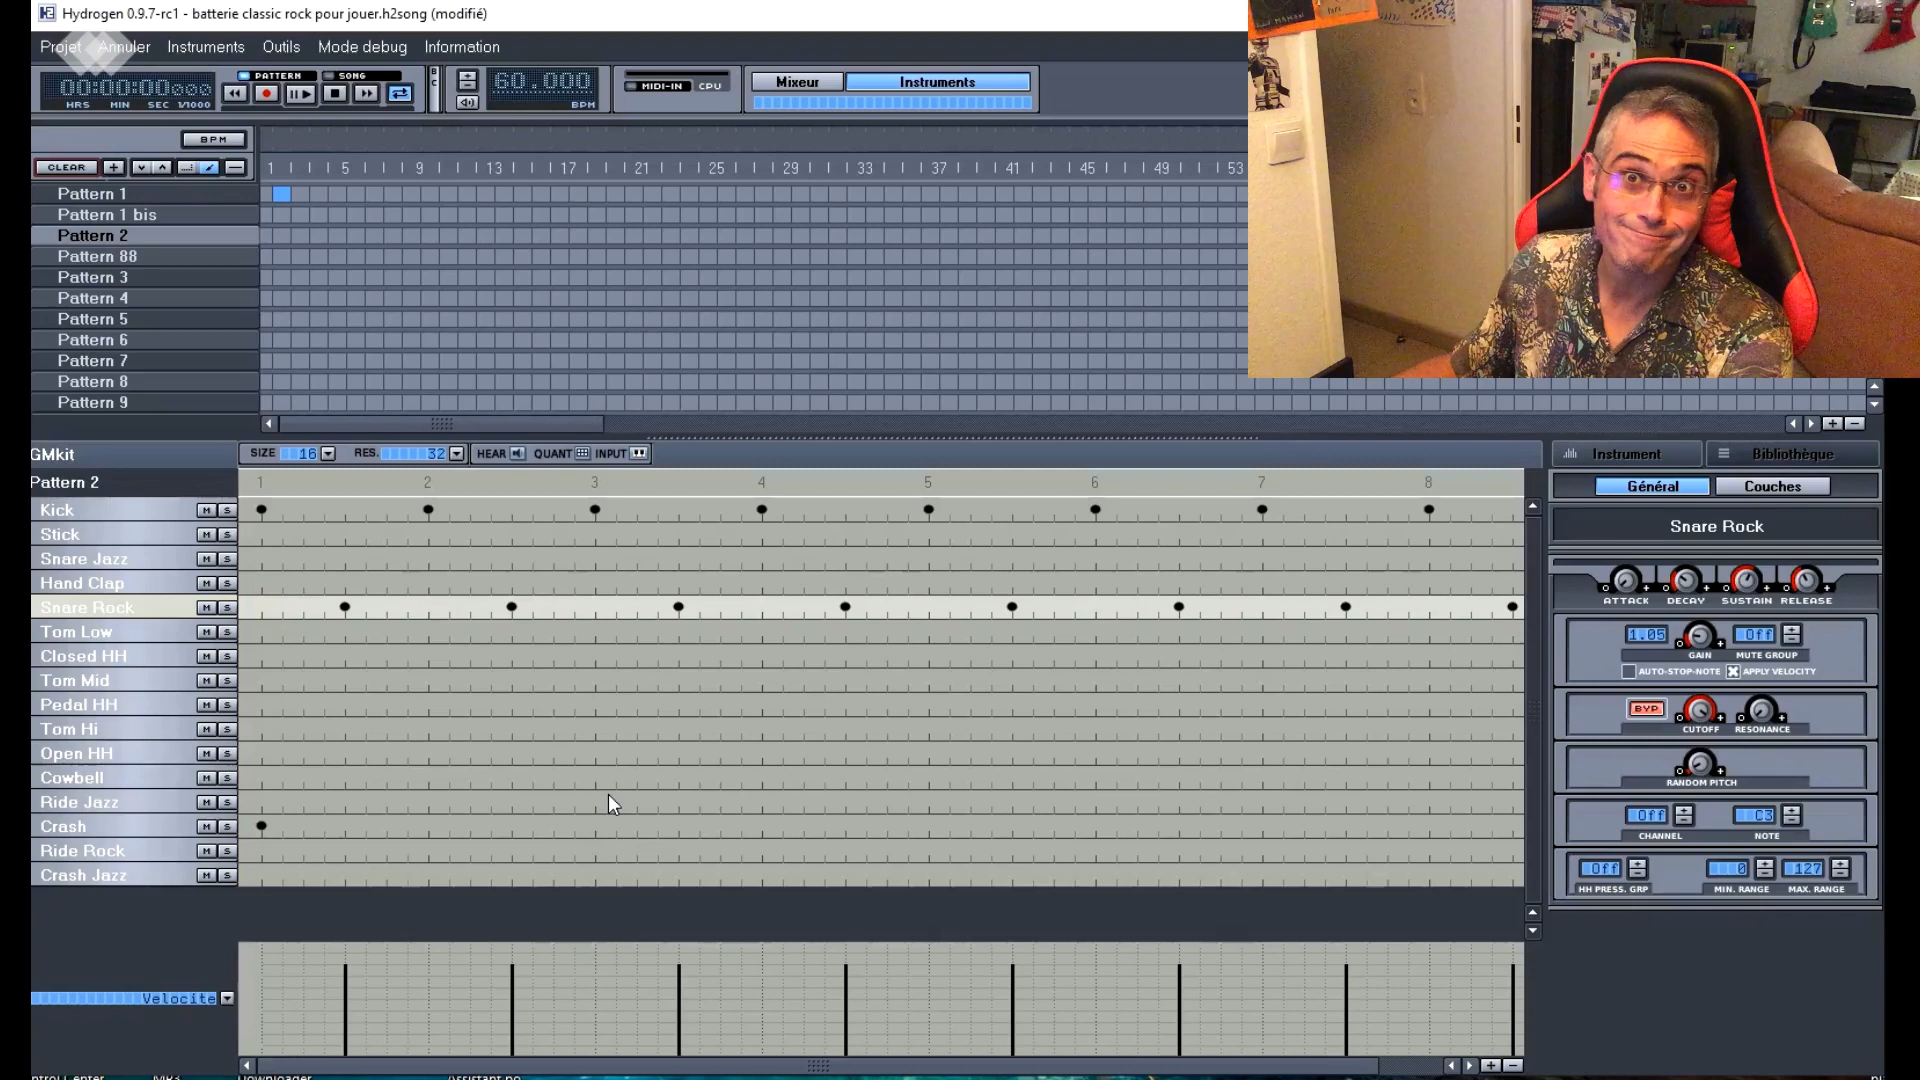 Hydrogen 0.9.7-rc1 - batterie classic rock pour jouer.h2song (modifié)
Projet Annuler Instruments Outils Mode debug Information
00:00:00:000
HRS MIN SEC 1/1000
PATTERN SONG
60.000
BPM
MIDI-IN CPU
Mixeur Instruments
BPM
CLEAR
1 5 9 13 17 21 25 29 33 37 41 45 49 53
Pattern 1
Pattern 1 bis
Pattern 2
Pattern 88
Pattern 3
Pattern 4
Pattern 5
Pattern 6
Pattern 7
Pattern 8
Pattern 9
GMkit
SIZE 16 RES. 32 HEAR QUANT INPUT
Pattern 2
1 2 3 4 5 6 7 8
Kick M S
Stick M S
Snare Jazz M S
Hand Clap M S
Snare Rock M S
Tom Low M S
Closed HH M S
Tom Mid M S
Pedal HH M S
Tom Hi M S
Open HH M S
Cowbell M S
Ride Jazz M S
Crash M S
Ride Rock M S
Crash Jazz M S
Velocite
Instrument Bibliothèque
Général Couches
Snare Rock
ATTACK DECAY SUSTAIN RELEASE
1.05 Off
GAIN MUTE GROUP
AUTO-STOP-NOTE APPLY VELOCITY
BYP
CUTOFF RESONANCE
RANDOM PITCH
Off C3
CHANNEL NOTE
Off 0 127
HH PRESS. GRP MIN. RANGE MAX. RANGE